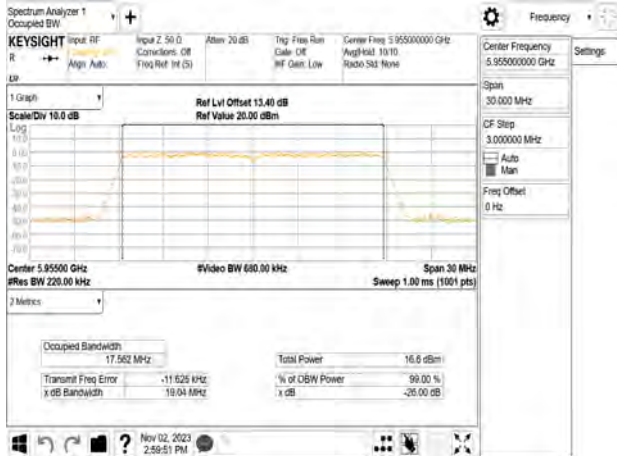 Spectrum Analyzer 1
Occupied BW
+
Frequency
KEYSIGHT Input: RF Input Z: 50 Ω Atten: 20 dB Trig: Free Run Center Freq: 5.955000000 GHz
R Corrections: Off Gate: Off Avg|Hold: 10/10
Align: Auto Freq Ref: Int (S) #IF Gain: Low Radio Std: None
Center Frequency
5.955000000 GHz
Settings
Span
30.000 MHz
CF Step
3.000000 MHz
Auto
Man
Freq Offset
0 Hz
1 Graph
Scale/Div 10.0 dB
Ref Lvl Offset 13.40 dB
Ref Value 20.00 dBm
Log
10.0
0.00
Center 5.95500 GHz #Video BW 680.00 kHz Span 30 MHz
#Res BW 220.00 kHz Sweep 1.00 ms (1001 pts)
2 Metrics
Occupied Bandwidth
17.562 MHz
Total Power 16.6 dBm
Transmit Freq Error -11.625 kHz % of OBW Power 99.00 %
x dB Bandwidth 19.04 MHz x dB -26.00 dB
?
Nov 02, 2023
2:59:51 PM